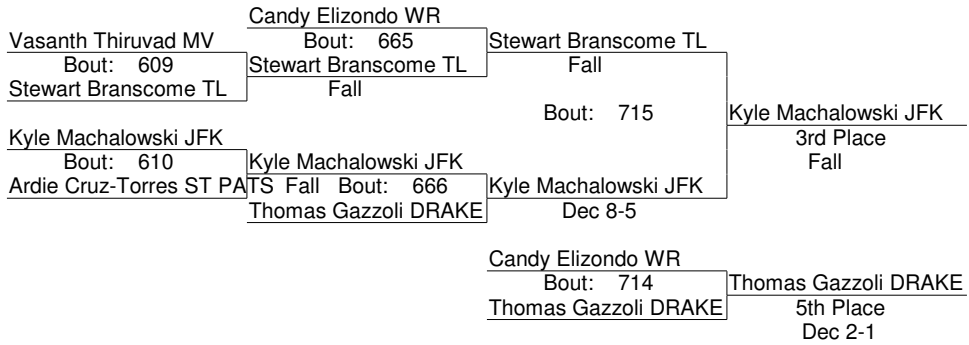 Candy Elizondo WR
Vasanth Thiruvad MV Bout: 665 Stewart Branscome TL
Bout: 609 Stewart Branscome TL Fall
Stewart Branscome TL Fall
Bout: 715 Kyle Machalowski JFK
Kyle Machalowski JFK 3rd Place
Bout: 610 Kyle Machalowski JFK Fall
Ardie Cruz-Torres ST PATS Fall Bout: 666 Kyle Machalowski JFK
Thomas Gazzoli DRAKE Dec 8-5
Candy Elizondo WR
Bout: 714 Thomas Gazzoli DRAKE
Thomas Gazzoli DRAKE 5th Place
Dec 2-1